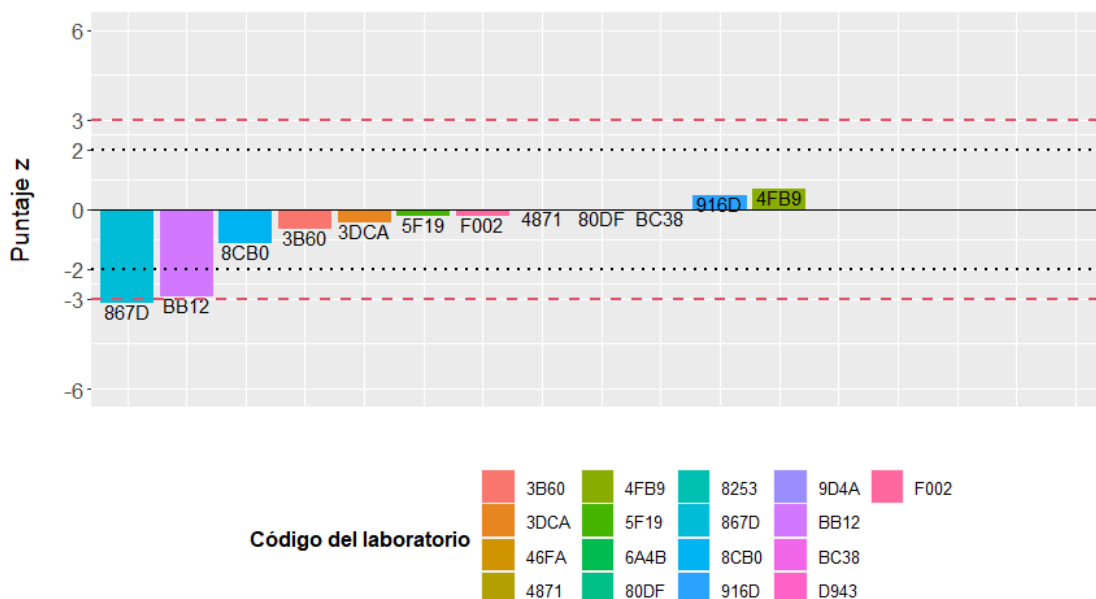 6
3
2
0
-2
-3
-6
Puntaje z
867D
BB12
8CB0
3B60
3DCA
5F19
F002
4871
80DF
BC38
916D
4FB9
Código del laboratorio
3B60 4FB9 8253 9D4A F002
3DCA 5F19 867D BB12
46FA 6A4B 8CB0 BC38
4871 80DF 916D D943